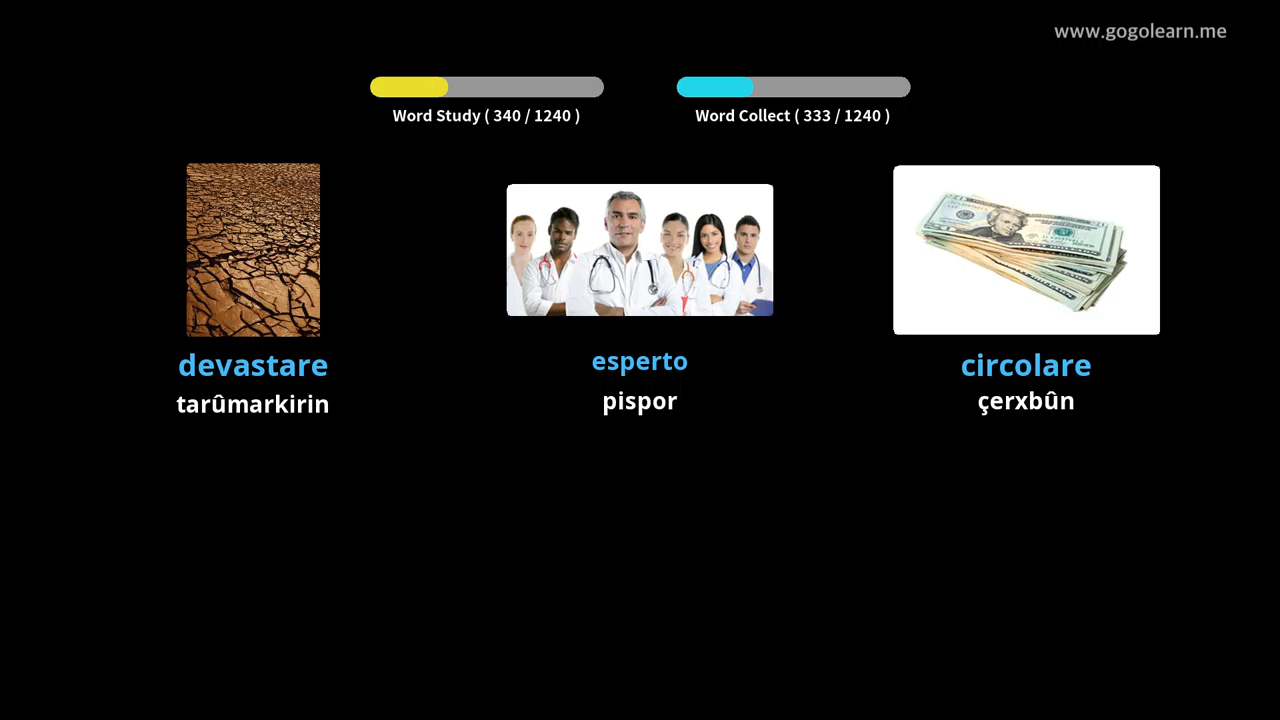 www.gogolearn.me
Word Study ( 340 / 1240 )
Word Collect ( 333 / 1240 )
devastare
esperto
circolare
tarûmarkirin
pispor
çerxbûn